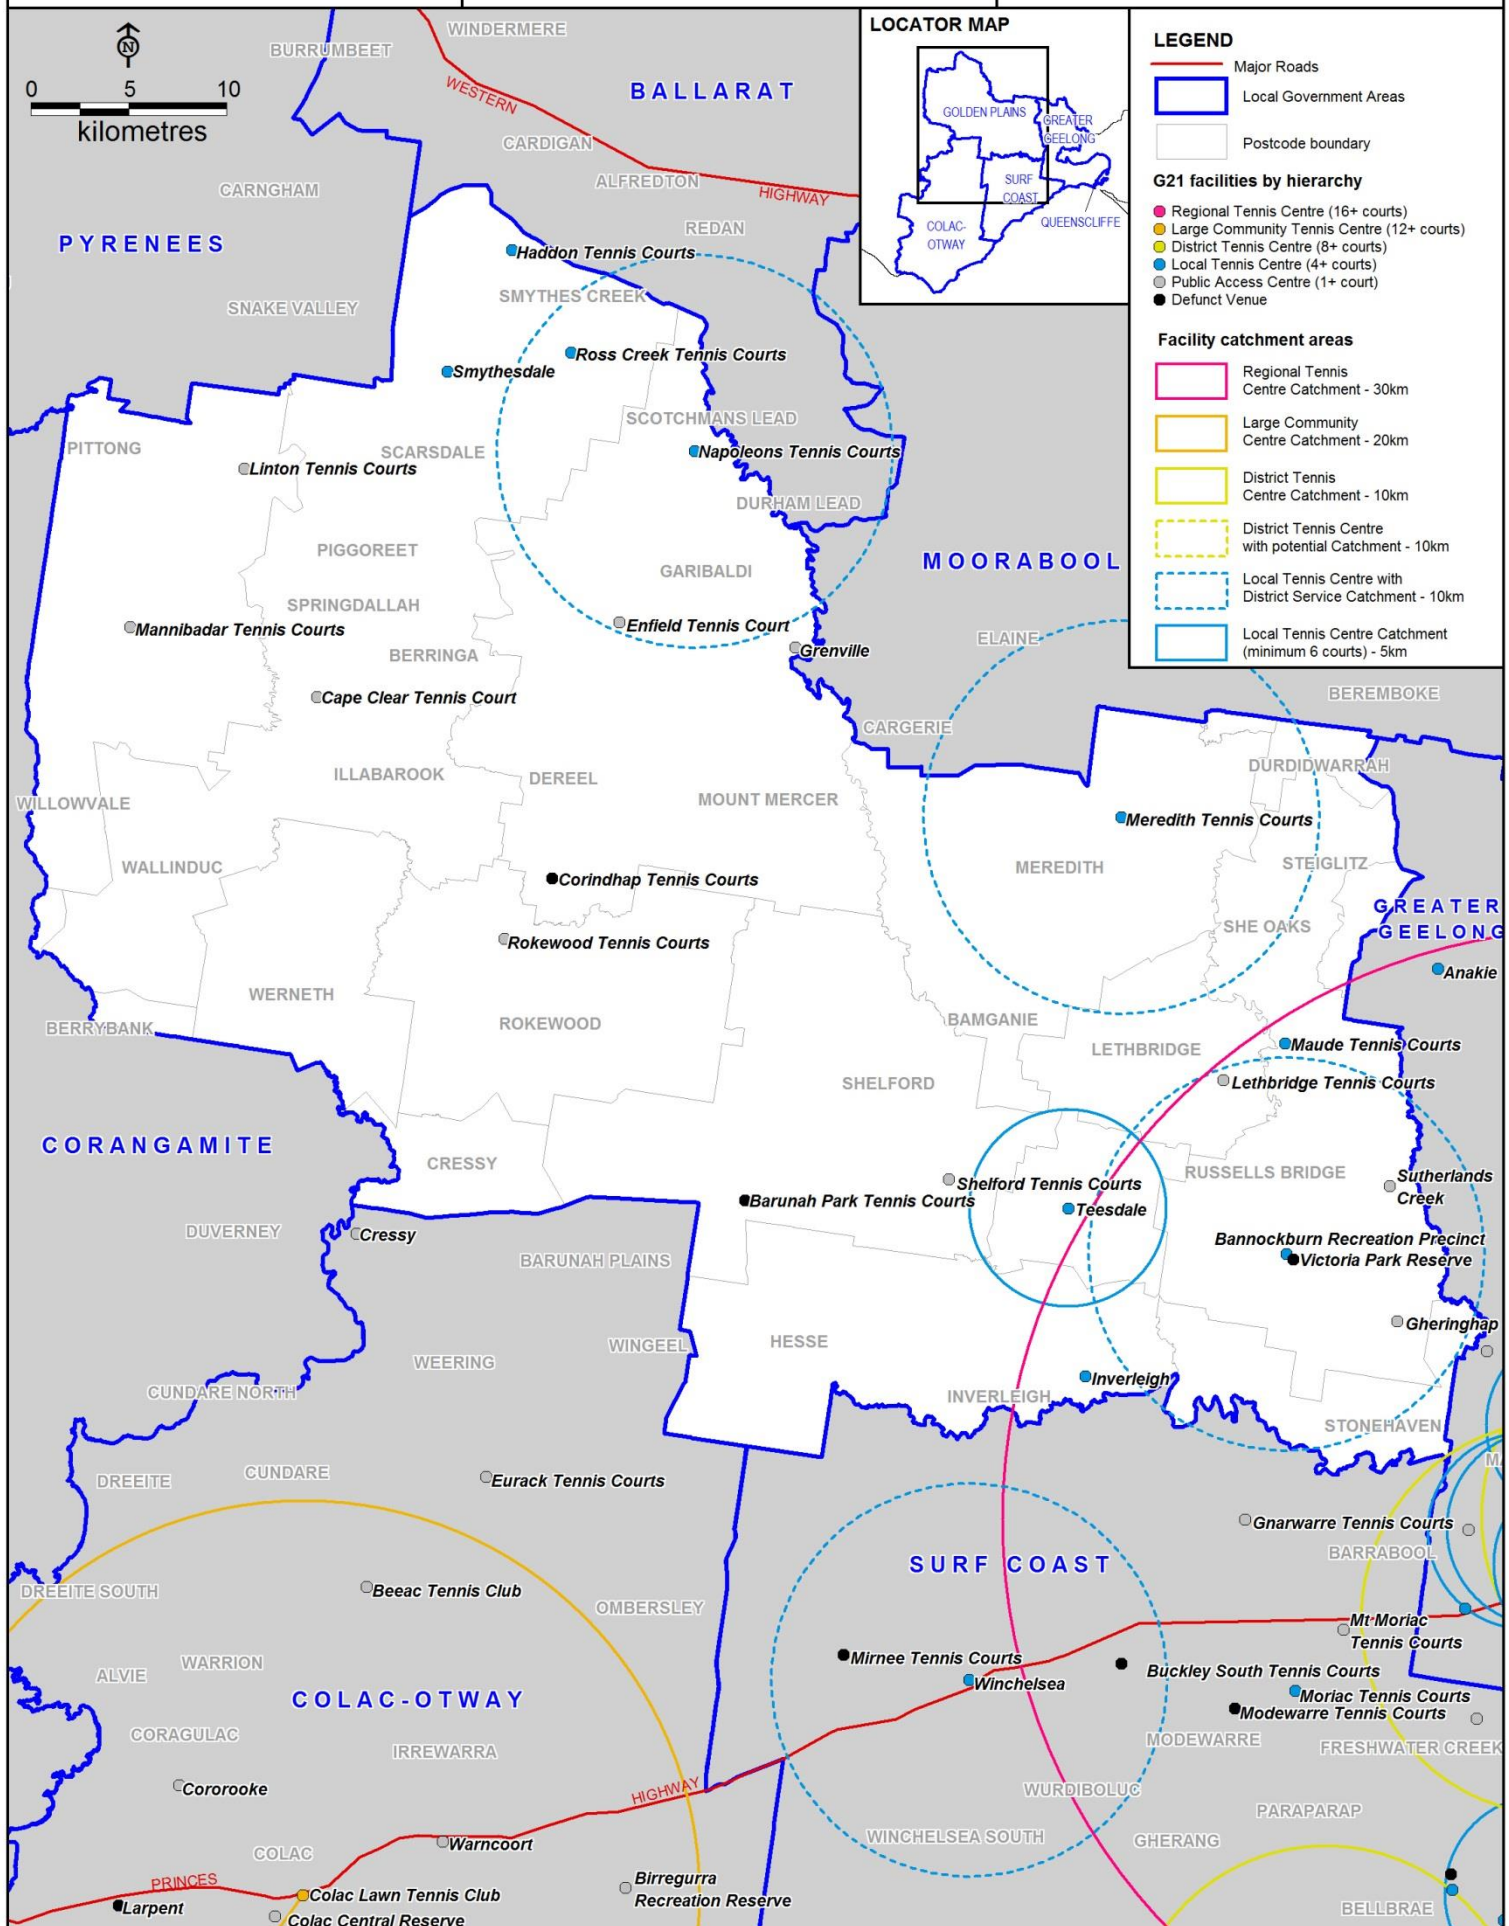 WINDERMERE
BURRUMBEET
N
0 5 10
kilometres
WESTERN
BALLARAT
CARDIGAN
ALFREDTON
HIGHWAY
CARNGHAM
REDAN
PYRENEES
Haddon Tennis Courts
SMYTHES CREEK
SNAKE VALLEY
Ross Creek Tennis Courts
Smythesdale
SCOTCHMANS LEAD
PITTONG
SCARSDALE
Napoleons Tennis Courts
Linton Tennis Courts
DURHAM LEAD
PIGGOREET
MOORABOOL
GARIBALDI
SPRINGDALLAH
Mannibadar Tennis Courts
Enfield Tennis Court
ELAINE
BERRINGA
Grenville
Cape Clear Tennis Court
CARGERIE
BEREMBOKE
ILLABAROOK
DEREEL
DURDIDWARRAH
WILLOWVALE
MOUNT MERCER
Meredith Tennis Courts
WALLINDUC
MEREDITH
STEIGLITZ
Corindhap Tennis Courts
GREATER
GEELONG
SHE OAKS
Rokewood Tennis Courts
Anakie
WERNETH
BERRYBANK
ROKEWOOD
BAMGANIE
LETHBRIDGE
Maude Tennis Courts
SHELFORD
Lethbridge Tennis Courts
CORANGAMITE
CRESSY
RUSSELLS BRIDGE
Shelford Tennis Courts
Sutherlands
Creek
Barunah Park Tennis Courts
Teesdale
DUVERNEY
Cressy
Bannockburn Recreation Precinct
BARUNAH PLAINS
Victoria Park Reserve
Gheringhap
WINGEEL
HESSE
WEERING
Inverleigh
CUNDARE NORTH
INVERLEIGH
STONEHAVEN
DREEITE
CUNDARE
Eurack Tennis Courts
Gnarwarre Tennis Courts
SURF COAST
BARRABOOL
DREEITE SOUTH
Beeac Tennis Club
OMBERSLEY
Mt Moriac
Tennis Courts
ALVIE
WARRION
Mirnee Tennis Courts
Buckley South Tennis Courts
Winchelsea
COLAC-OTWAY
Moriac Tennis Courts
Modewarre Tennis Courts
CORAGULAC
MODEWARRE
FRESHWATER CREEK
IRREWARRA
Cororooke
HIGHWAY
WURDIBOLUC
PARAPARAP
WINCHELSEA SOUTH
GHERANG
COLAC
Warncoort
PRINCES
Birregurra
Recreation Reserve
Colac Lawn Tennis Club
Larpent
BELLBRAE
Colac Central Reserve
LOCATOR MAP
GOLDEN PLAINS
GREATER
GEELONG
SURF
COAST
QUEENSCLIFFE
COLAC-
OTWAY
LEGEND
Major Roads
Local Government Areas
Postcode boundary
G21 facilities by hierarchy
Regional Tennis Centre (16+ courts)
Large Community Tennis Centre (12+ courts)
District Tennis Centre (8+ courts)
Local Tennis Centre (4+ courts)
Public Access Centre (1+ court)
Defunct Venue
Facility catchment areas
Regional Tennis
Centre Catchment - 30km
Large Community
Centre Catchment - 20km
District Tennis
Centre Catchment - 10km
District Tennis Centre
with potential Catchment - 10km
Local Tennis Centre with
District Service Catchment - 10km
Local Tennis Centre Catchment
(minimum 6 courts) - 5km